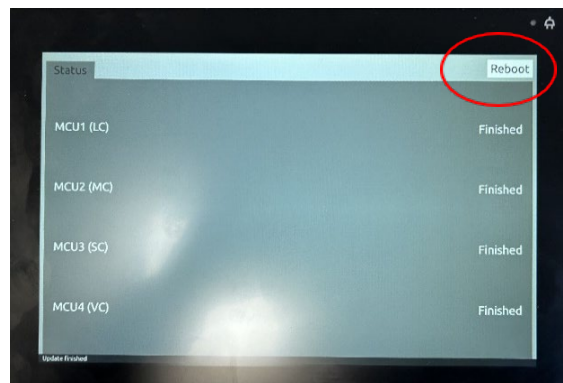 Status
Reboot
MCU1 (LC)
Finished
MCU2 (MC)
Finished
MCU3 (SC)
Finished
MCU4 (VC)
Finished
Update finished